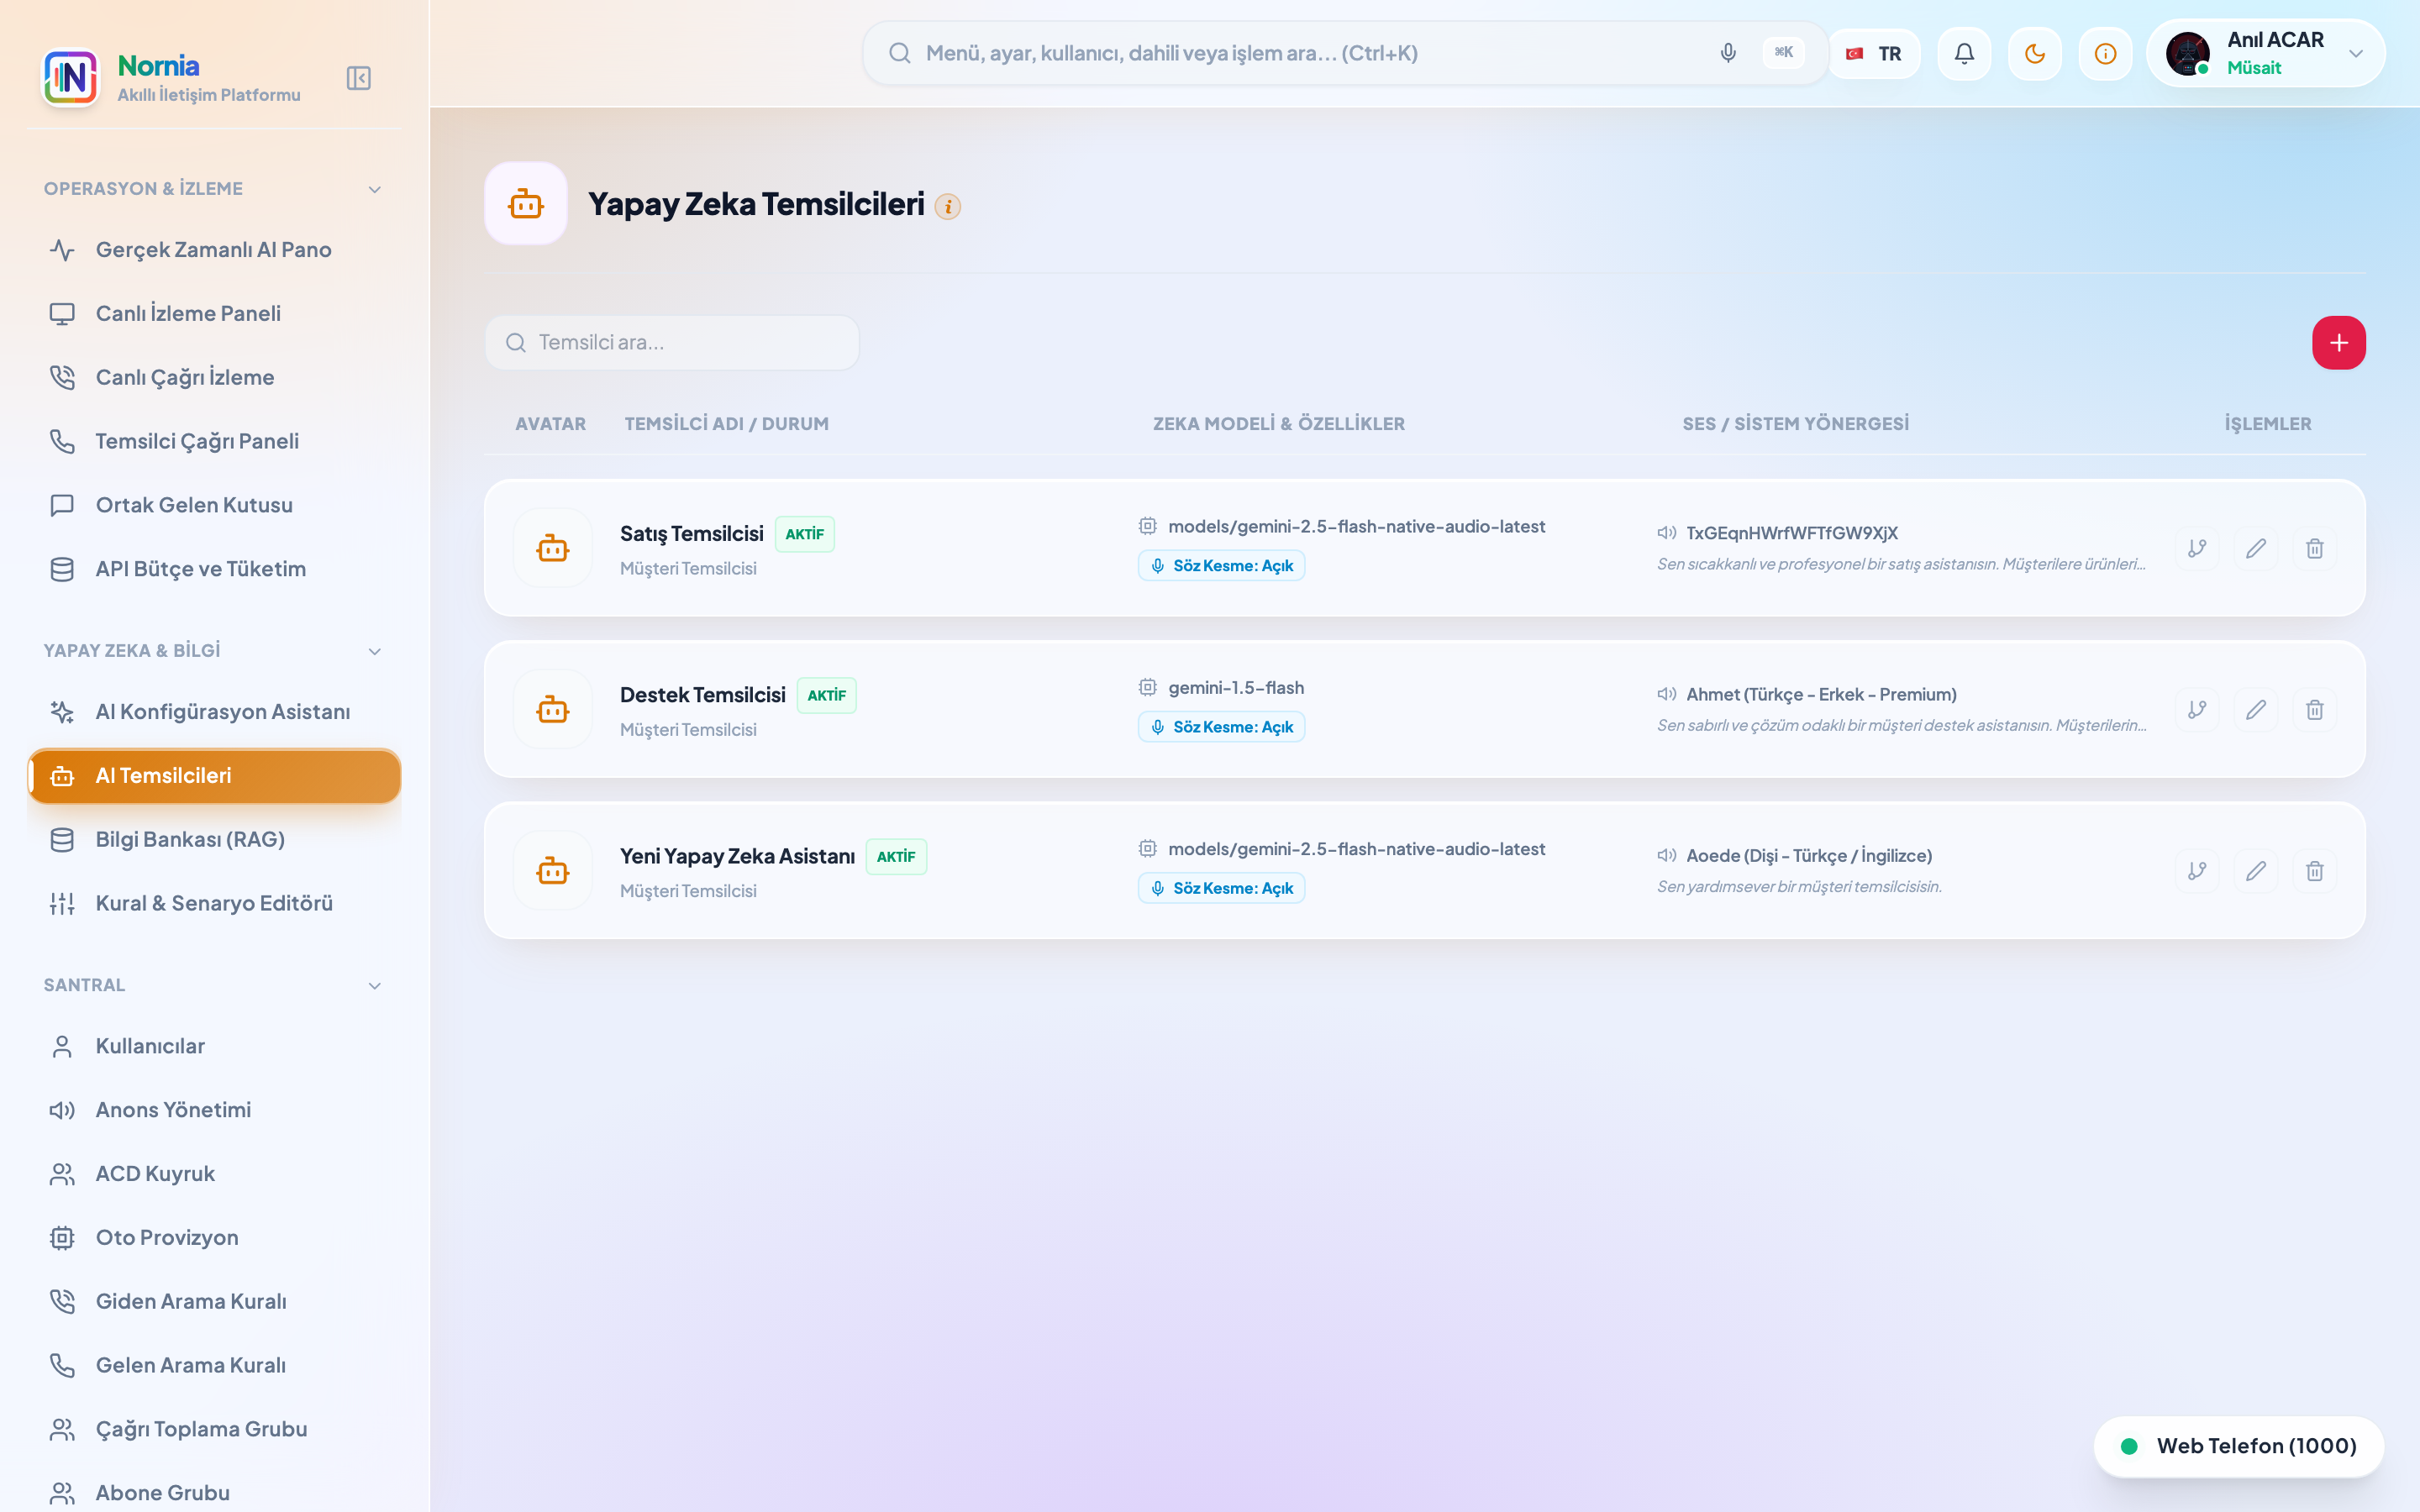 Nornia
Akıllı İletişim Platformu
Menü, ayar, kullanıcı, dahili veya işlem ara... (Ctrl+K)
⌘K
TR
Anıl ACAR
Müsait
OPERASYON & İZLEME
Gerçek Zamanlı AI Pano
Canlı İzleme Paneli
Canlı Çağrı İzleme
Temsilci Çağrı Paneli
Ortak Gelen Kutusu
API Bütçe ve Tüketim
YAPAY ZEKA & BİLGİ
AI Konfigürasyon Asistanı
AI Temsilcileri
Bilgi Bankası (RAG)
Kural & Senaryo Editörü
SANTRAL
Kullanıcılar
Anons Yönetimi
ACD Kuyruk
Oto Provizyon
Giden Arama Kuralı
Gelen Arama Kuralı
Çağrı Toplama Grubu
Abone Grubu
Yapay Zeka Temsilcileri
Temsilci ara...
AVATAR TEMSİLCİ ADI / DURUM ZEKA MODELİ & ÖZELLİKLER SES / SİSTEM YÖNERGESİ İŞLEMLER
Satış Temsilcisi AKTİF
Müşteri Temsilcisi
models/gemini-2.5-flash-native-audio-latest
Söz Kesme: Açık
TxGEqnHWrfWFTfGW9XjX
Sen sıcakkanlı ve profesyonel bir satış asistanısın. Müşterilere ürünleri...
Destek Temsilcisi AKTİF
Müşteri Temsilcisi
gemini-1.5-flash
Söz Kesme: Açık
Ahmet (Türkçe - Erkek - Premium)
Sen sabırlı ve çözüm odaklı bir müşteri destek asistanısın. Müşterilerin...
Yeni Yapay Zeka Asistanı AKTİF
Müşteri Temsilcisi
models/gemini-2.5-flash-native-audio-latest
Söz Kesme: Açık
Aoede (Dişi - Türkçe / İngilizce)
Sen yardımsever bir müşteri temsilcisisin.
Web Telefon (1000)